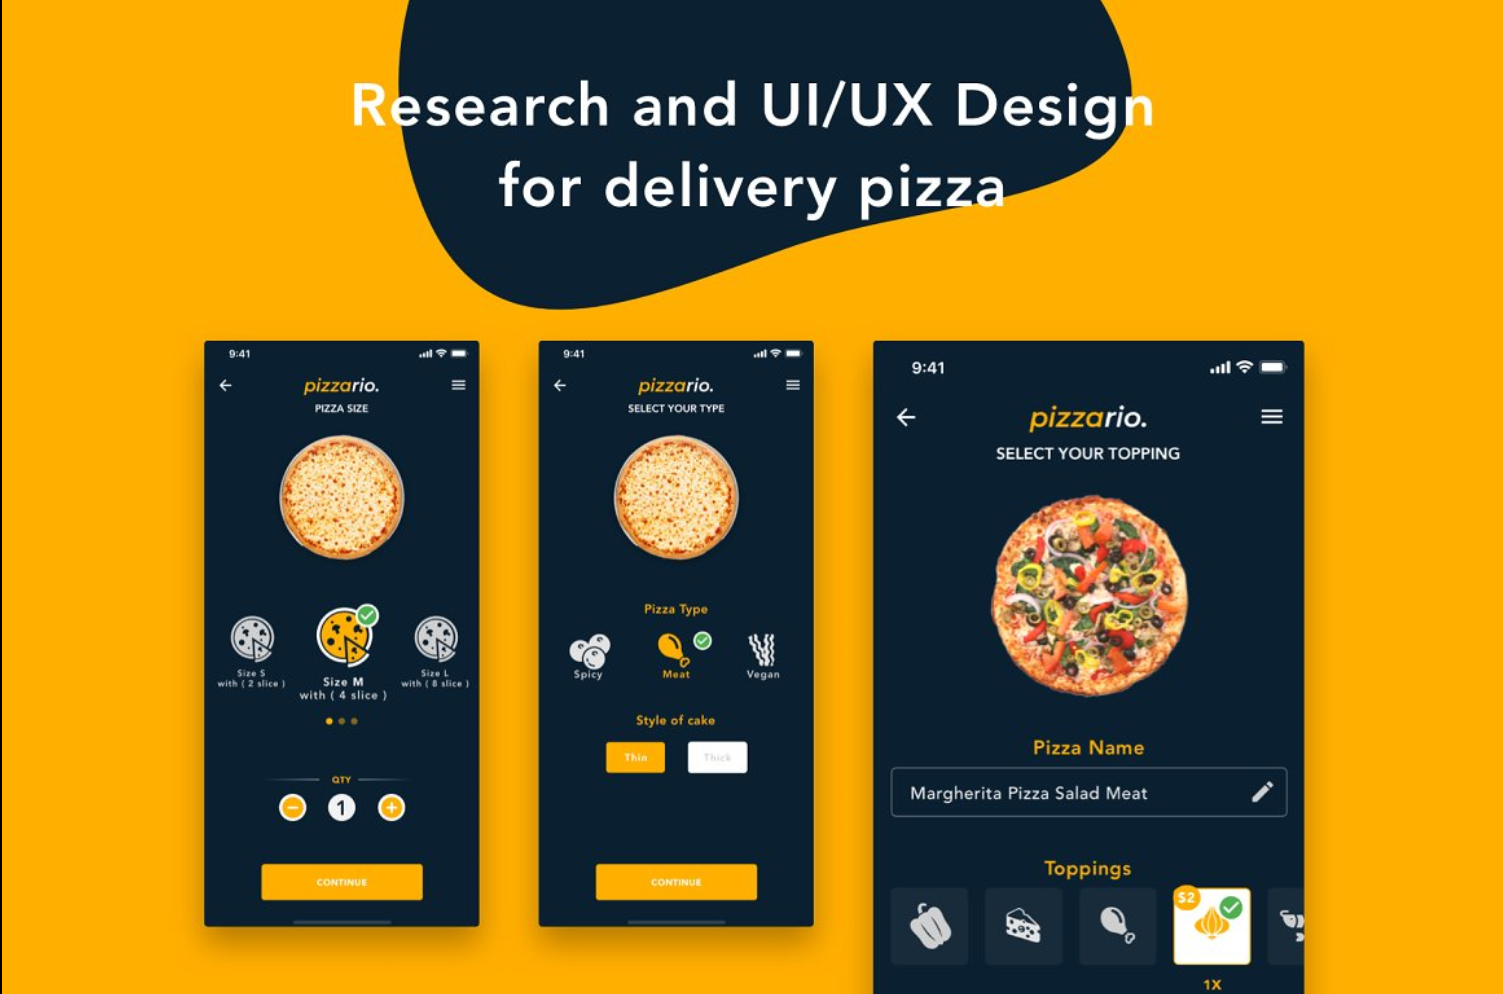 Research and UI/UX Design
for delivery pizza
9:41
pizzario.
PIZZA SIZE
Size S
with ( 2 slice )
Size M
with ( 4 slice )
Size L
with ( 8 slice )
QTY
1
CONTINUE
9:41
pizzario.
SELECT YOUR TYPE
Pizza Type
Spicy
Meat
Vegan
Style of cake
Thin
Thick
CONTINUE
9:41
pizzario.
SELECT YOUR TOPPING
Pizza Name
Margherita Pizza Salad Meat
Toppings
$2
1X